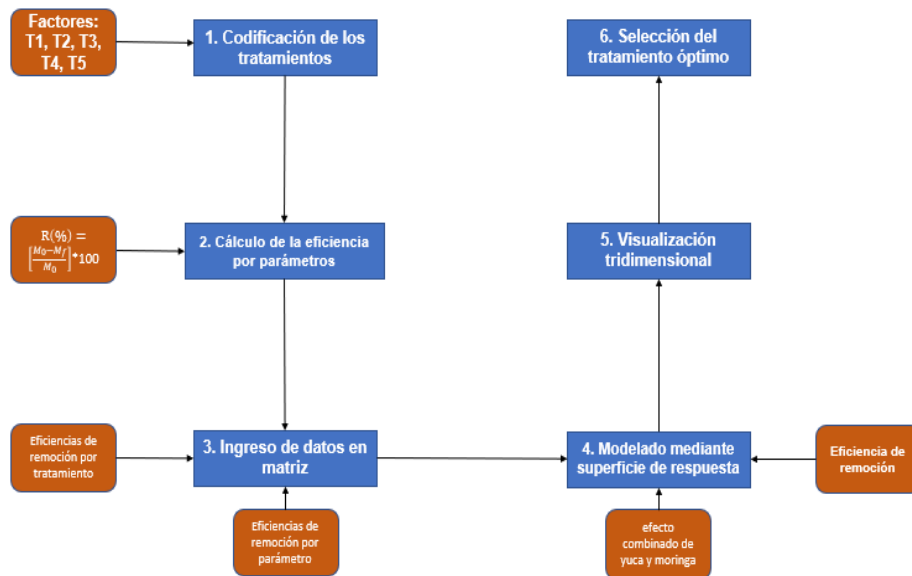 Factores:
T1, T2, T3,
T4, T5
1. Codificación de los
tratamientos
6. Selección del
tratamiento óptimo
R(%) =
[(M₀−M_f)/M₀]*100
2. Cálculo de la eficiencia
por parámetros
5. Visualización
tridimensional
Eficiencias de
remoción por
tratamiento
3. Ingreso de datos en
matriz
4. Modelado mediante
superficie de respuesta
Eficiencia de
remoción
Eficiencias de
remoción por
parámetro
efecto
combinado de
yuca y moringa